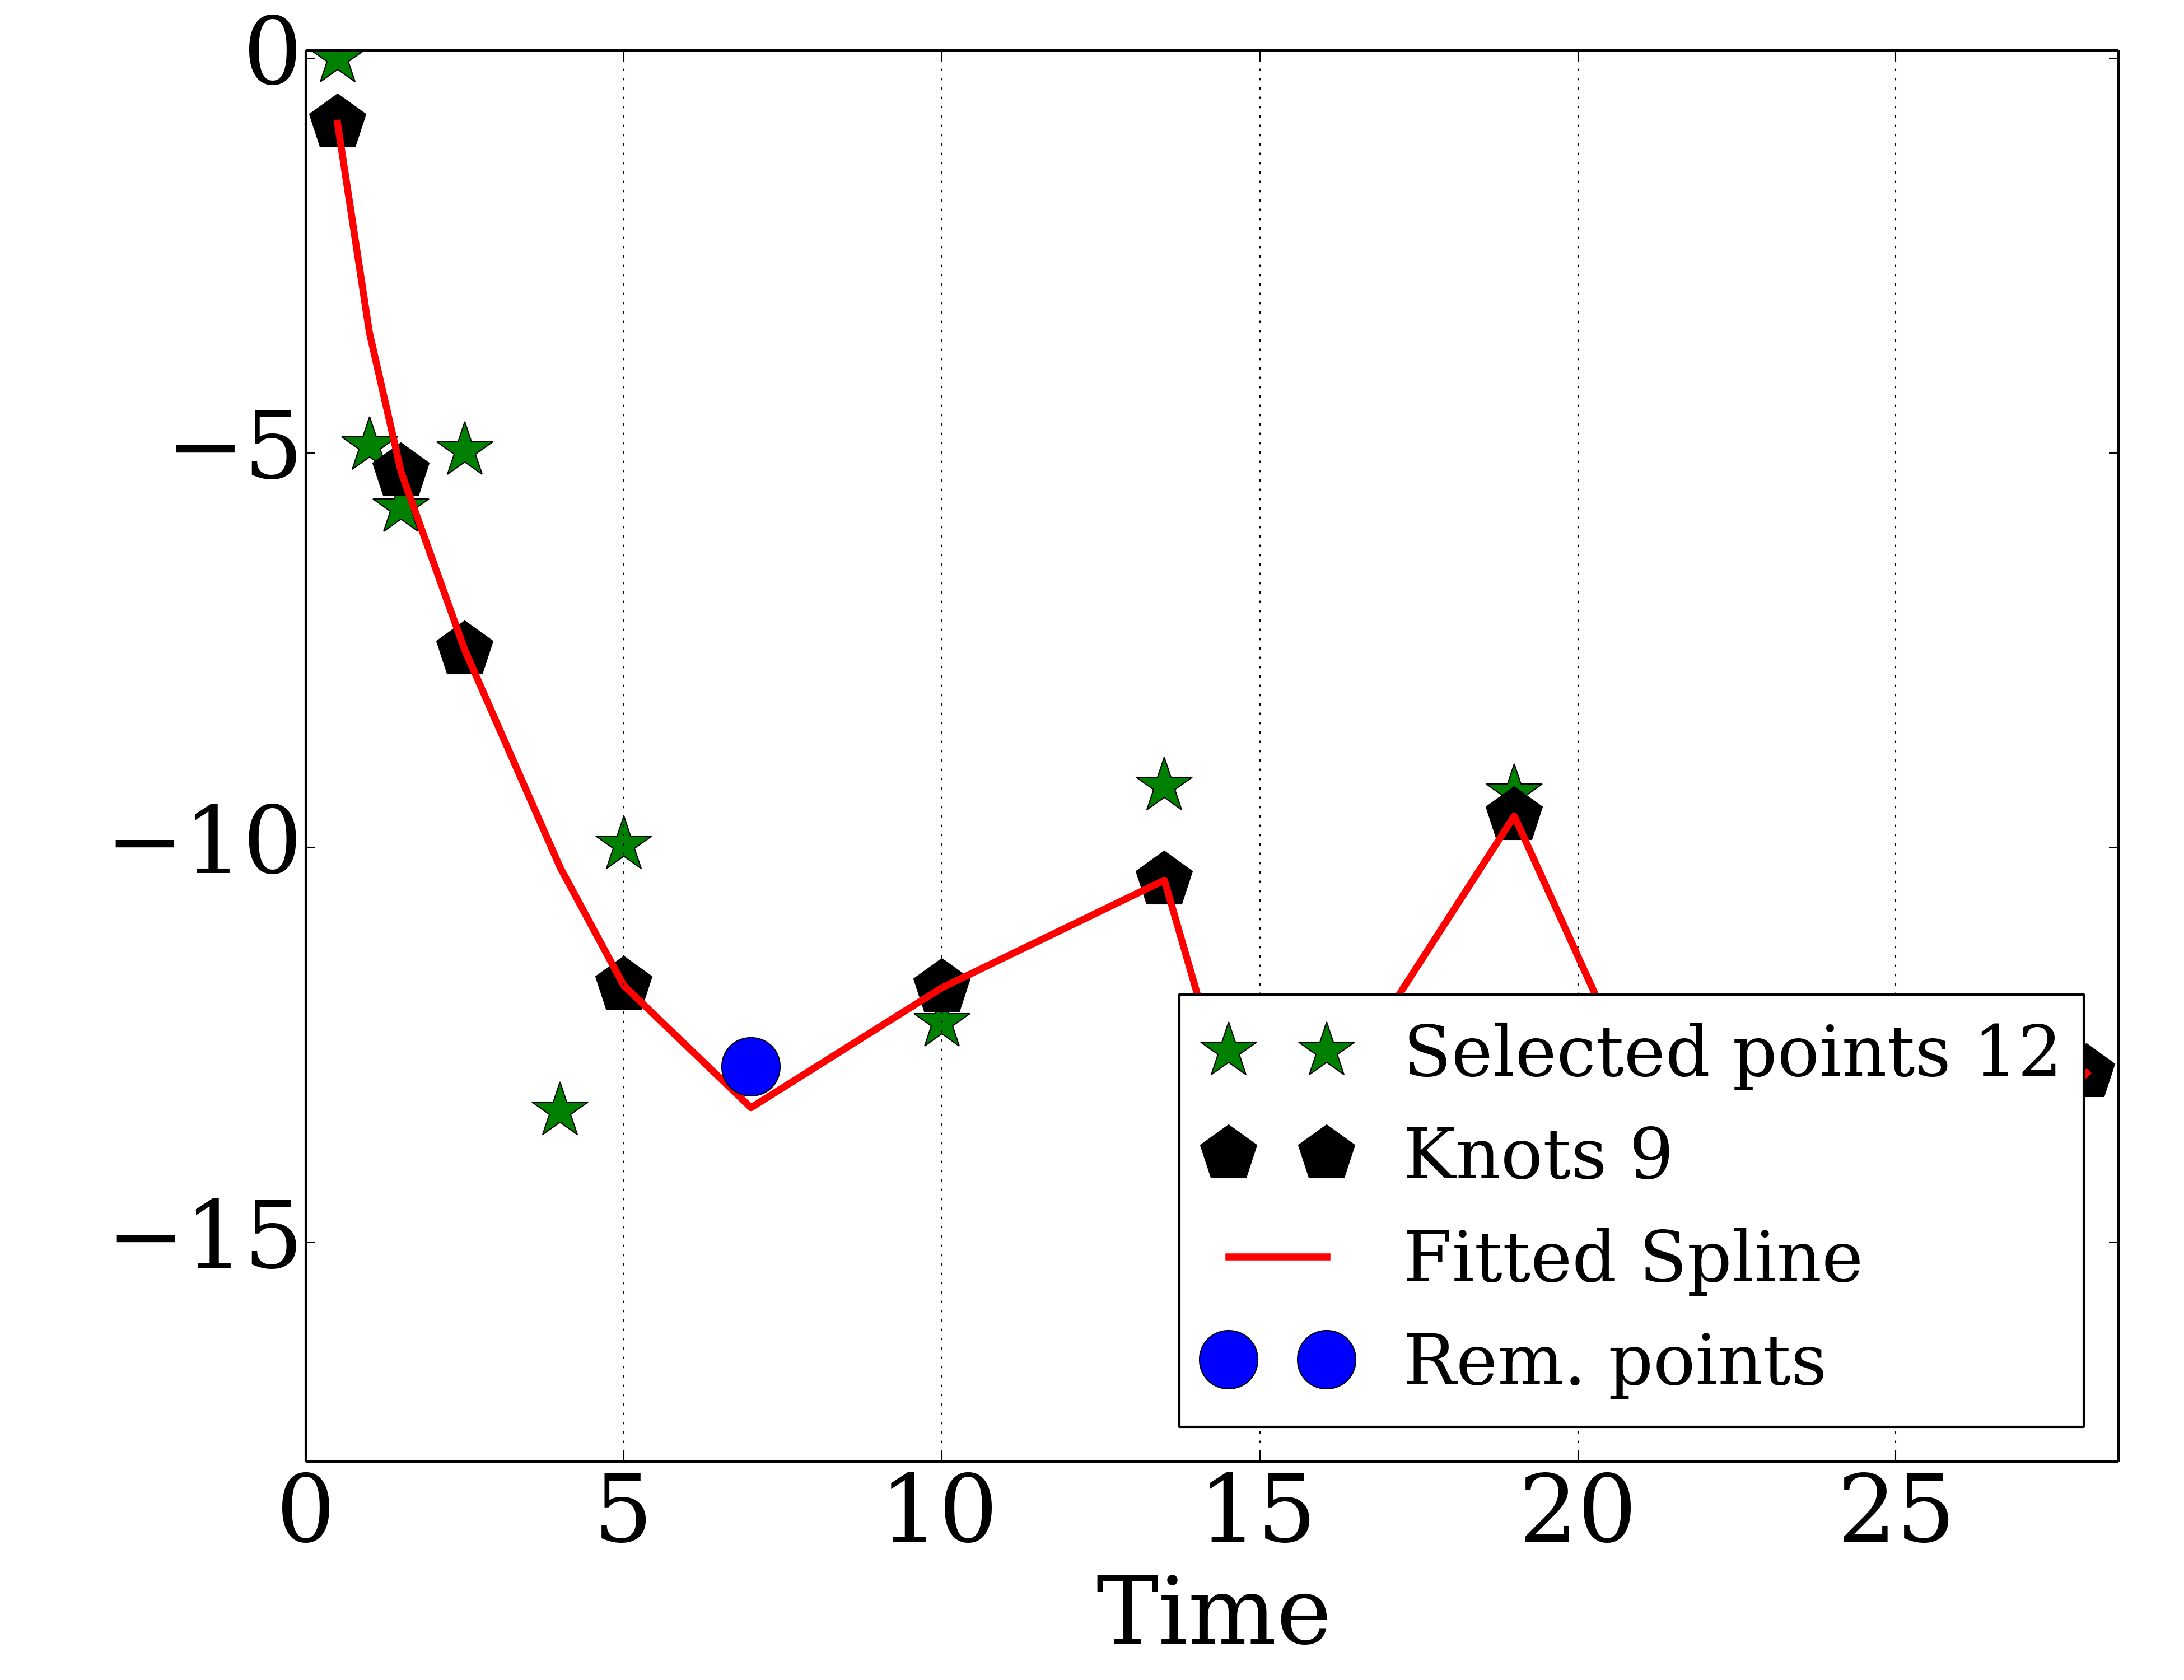 0
−5
−10
−15
Selected points 12
Knots 9
Fitted Spline
Rem. points
0 5 10 15 20 25
Time